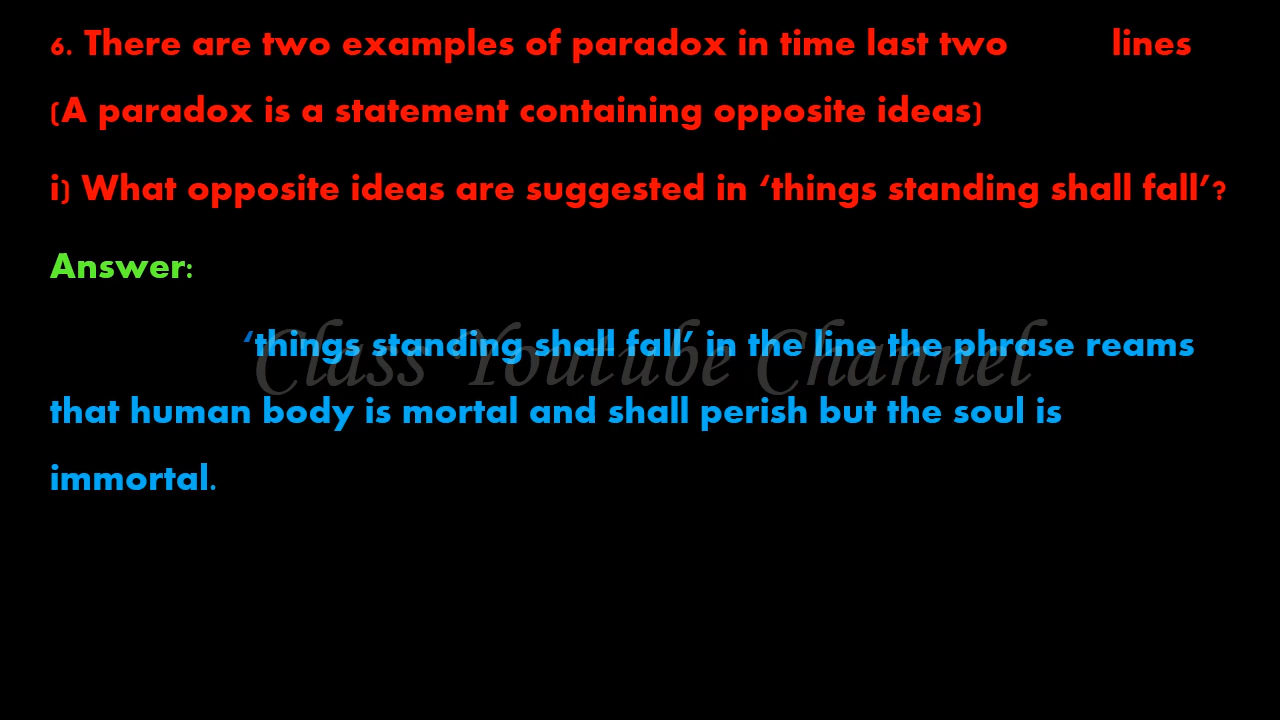 6. There are two examples of paradox in time last two lines
(A paradox is a statement containing opposite ideas)
i) What opposite ideas are suggested in ‘things standing shall fall’?
Answer:
‘things standing shall fall’ in the line the phrase reams
that human body is mortal and shall perish but the soul is
immortal.
Class Youtube Channel